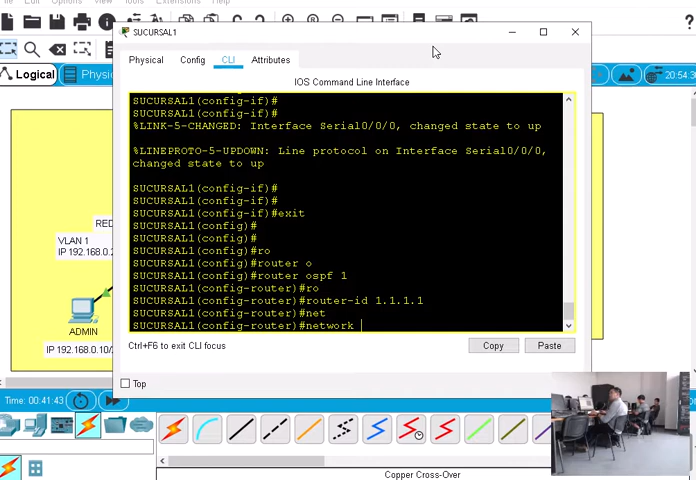 SUCURSAL1
Physical Config CLI Attributes
Logical
IOS Command Line Interface
SUCURSAL1(config-if)#
SUCURSAL1(config-if)#
%LINK-5-CHANGED: Interface Serial0/0/0, changed state to up
%LINEPROTO-5-UPDOWN: Line protocol on Interface Serial0/0/0,
changed state to up
SUCURSAL1(config-if)#
SUCURSAL1(config-if)#
SUCURSAL1(config-if)#exit
SUCURSAL1(config)#
SUCURSAL1(config)#
SUCURSAL1(config)#ro
SUCURSAL1(config)#router o
SUCURSAL1(config)#router ospf 1
SUCURSAL1(config-router)#ro
SUCURSAL1(config-router)#router-id 1.1.1.1
SUCURSAL1(config-router)#net
SUCURSAL1(config-router)#network
VLAN 1
ADMIN
Ctrl+F6 to exit CLI focus
Copy Paste
Top
Time: 00:41:43
Copper Cross-Over